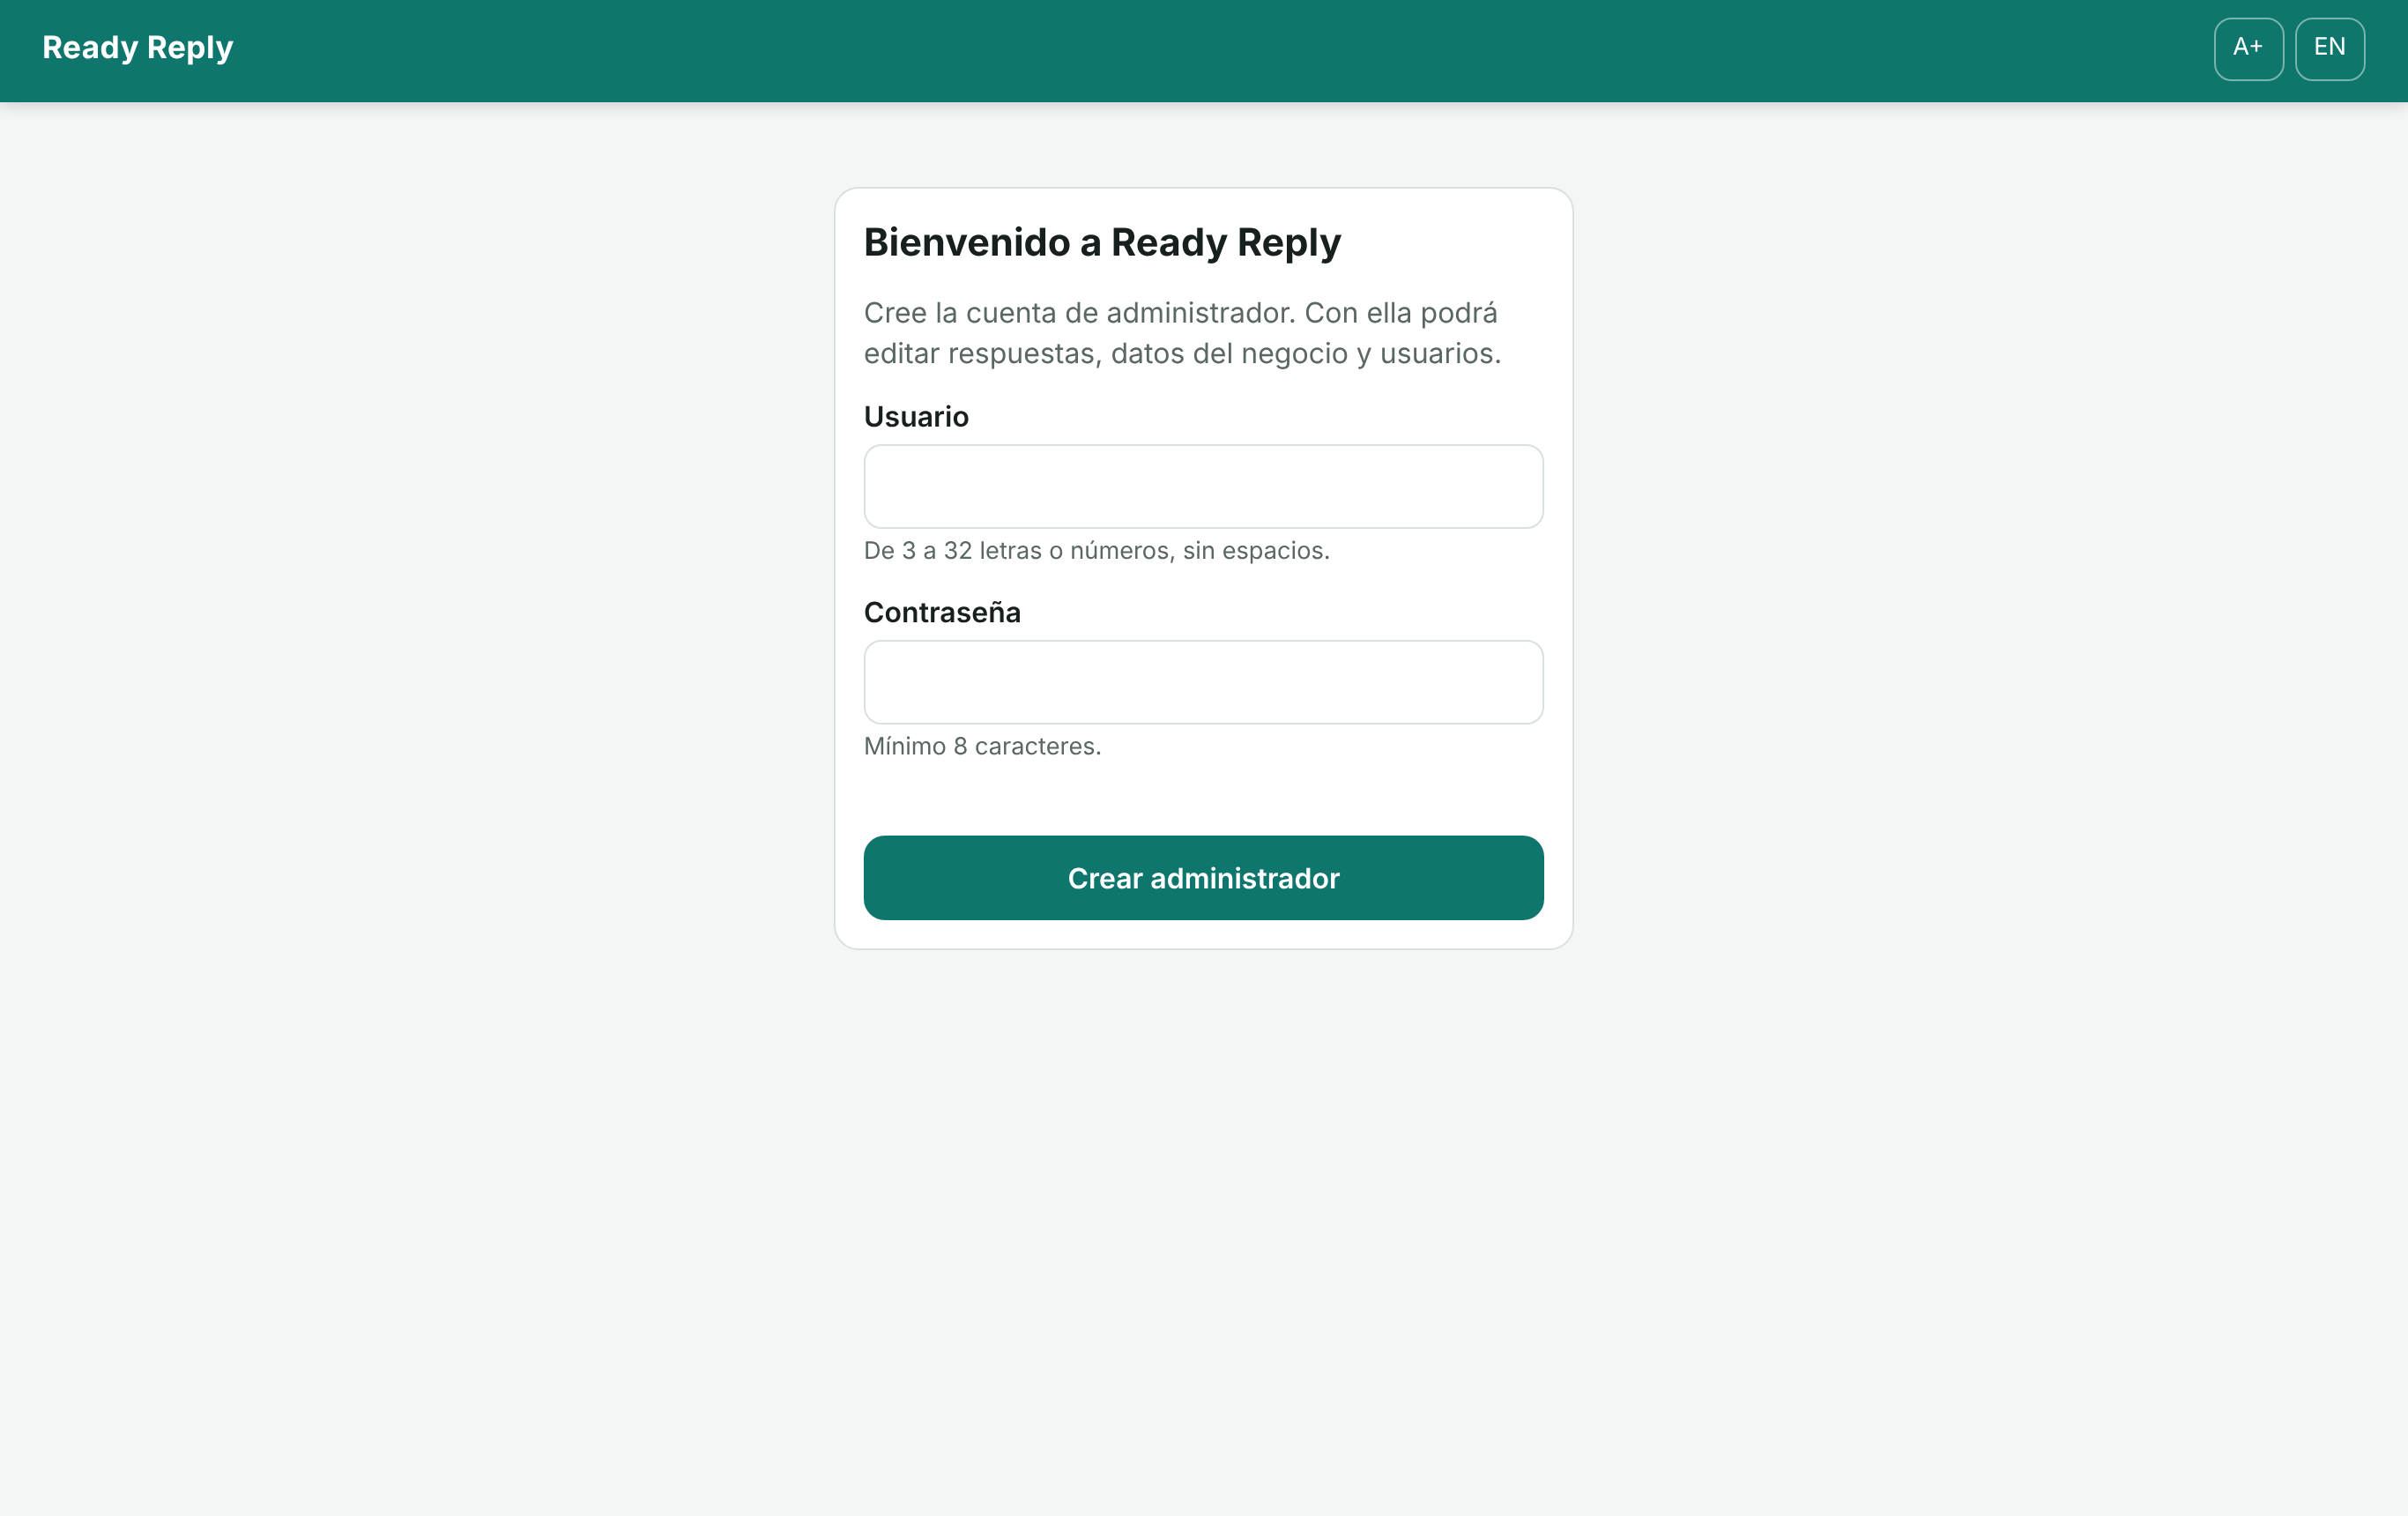 Ready Reply
A+
EN
Bienvenido a Ready Reply
Cree la cuenta de administrador. Con ella podrá
editar respuestas, datos del negocio y usuarios.
Usuario
De 3 a 32 letras o números, sin espacios.
Contraseña
Mínimo 8 caracteres.
Crear administrador